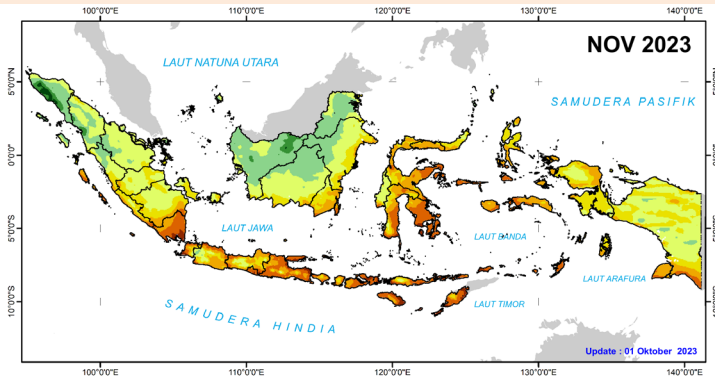 100°0'0"E 110°0'0"E 120°0'0"E 130°0'0"E 140°0'0"E
NOV 2023
LAUT NATUNA UTARA
5°0'0"N
SAMUDERA PASIFIK
0°0'0"
LAUT JAWA
LAUT BANDA
5°0'0"S
LAUT ARAFURA
SAMUDERA HINDIA
LAUT TIMOR
10°0'0"S
Update : 01 Oktober 2023
100°0'0"E 110°0'0"E 120°0'0"E 130°0'0"E 140°0'0"E